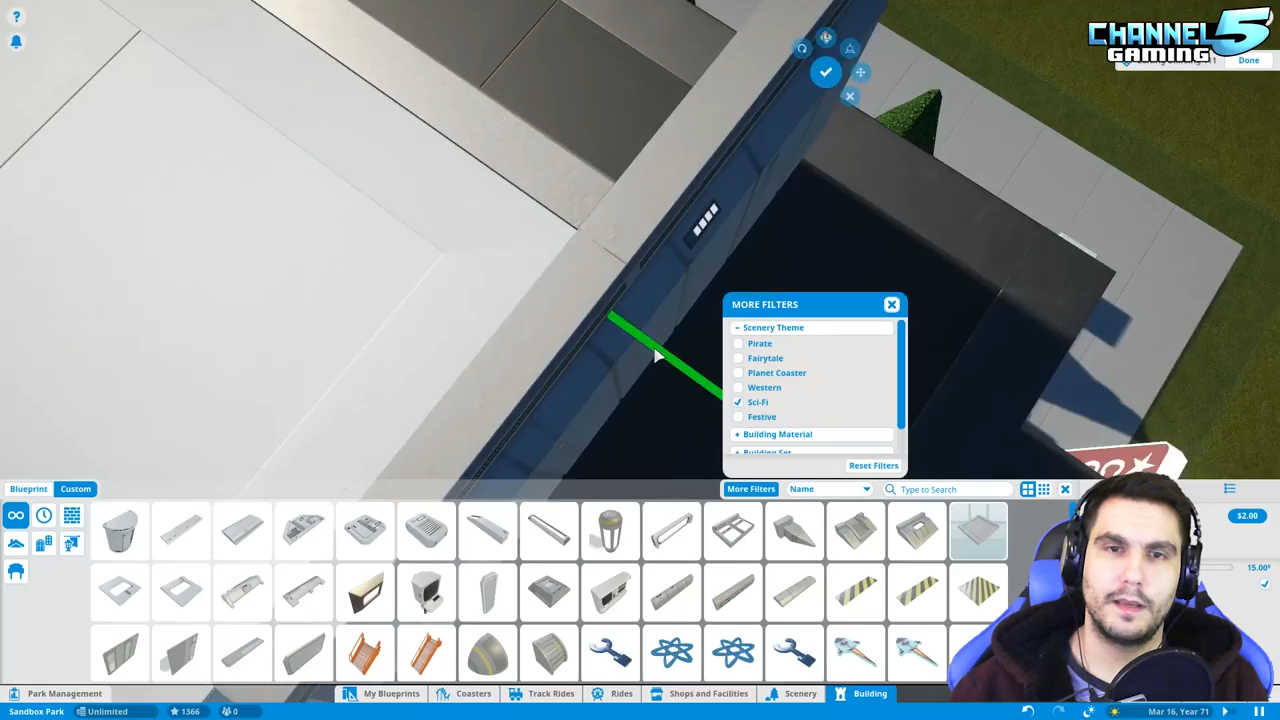 ?
CHANNEL 5
GAMING
Done
MORE FILTERS
- Scenery Theme
Pirate
Fairytale
Planet Coaster
Western
Sci-Fi
Festive
+ Building Material
Reset Filters
Blueprint
Custom
More Filters
Name
Type to Search
$2.00
15.00°
Park Management
My Blueprints
Coasters
Track Rides
Rides
Shops and Facilities
Scenery
Building
Sandbox Park
Unlimited
1366
0
Mar 16, Year 71